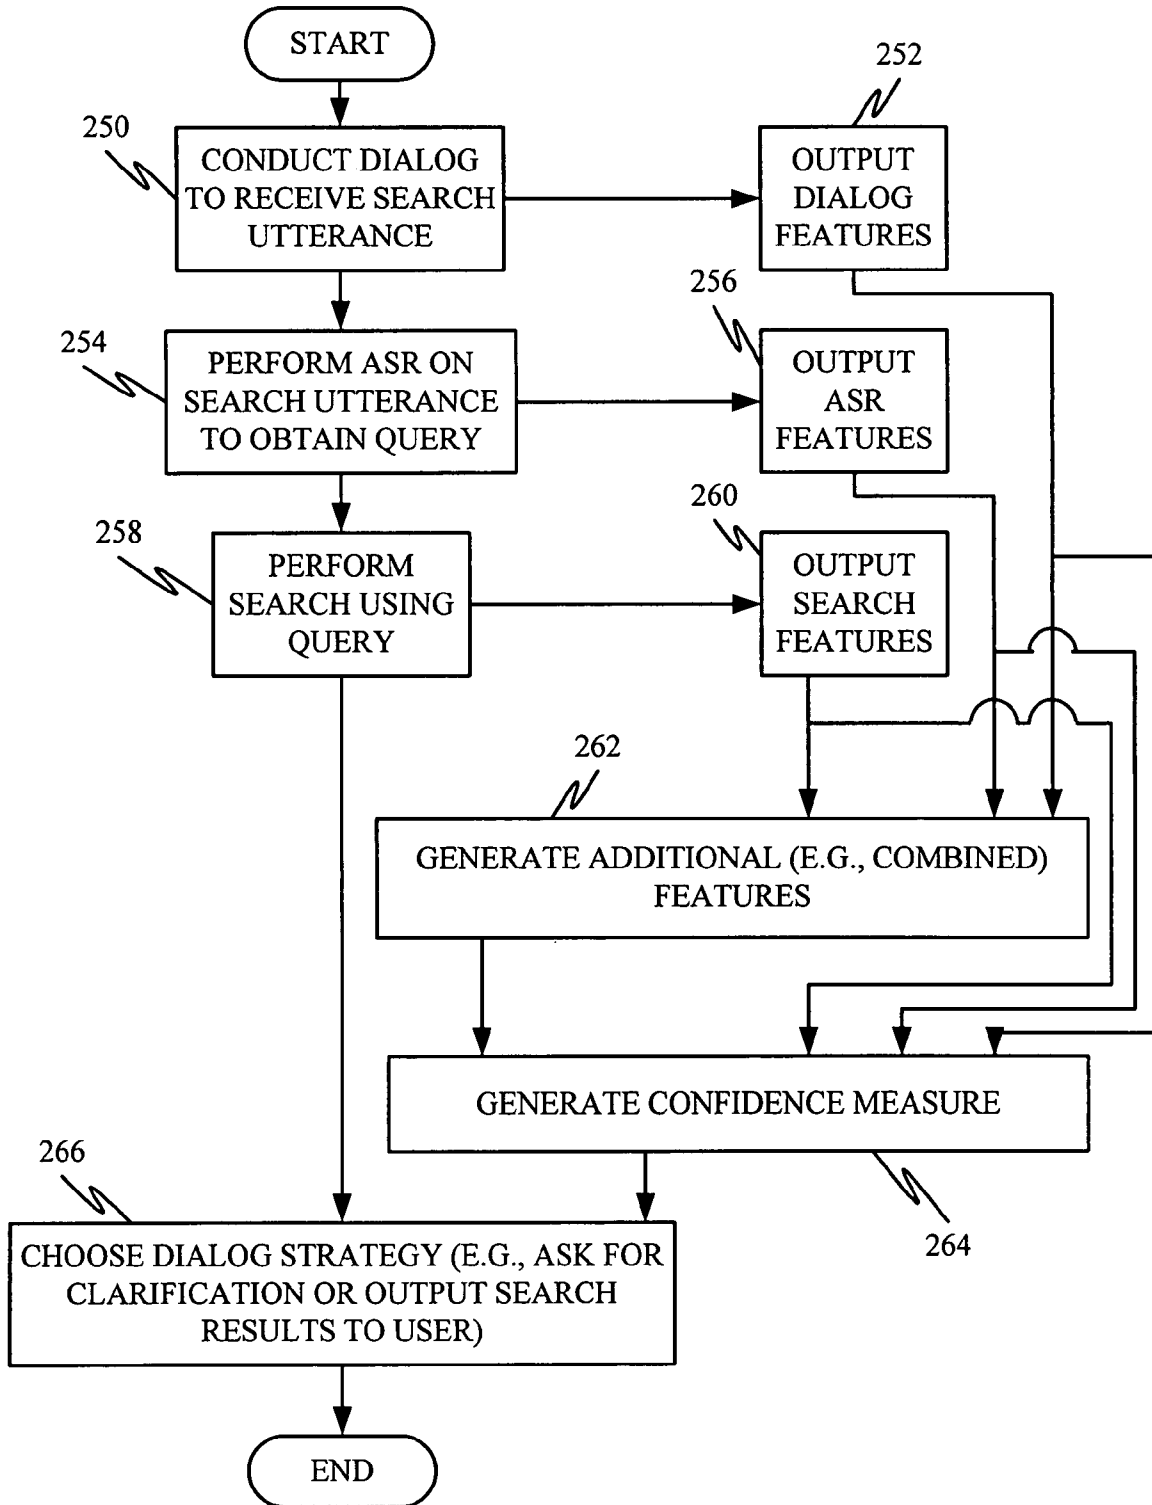 START
252
250
CONDUCT DIALOG
TO RECEIVE SEARCH
UTTERANCE
OUTPUT
DIALOG
FEATURES
256
254
PERFORM ASR ON
SEARCH UTTERANCE
TO OBTAIN QUERY
OUTPUT
ASR
FEATURES
260
258
PERFORM
SEARCH USING
QUERY
OUTPUT
SEARCH
FEATURES
262
GENERATE ADDITIONAL (E.G., COMBINED)
FEATURES
GENERATE CONFIDENCE MEASURE
264
266
CHOOSE DIALOG STRATEGY (E.G., ASK FOR
CLARIFICATION OR OUTPUT SEARCH
RESULTS TO USER)
END